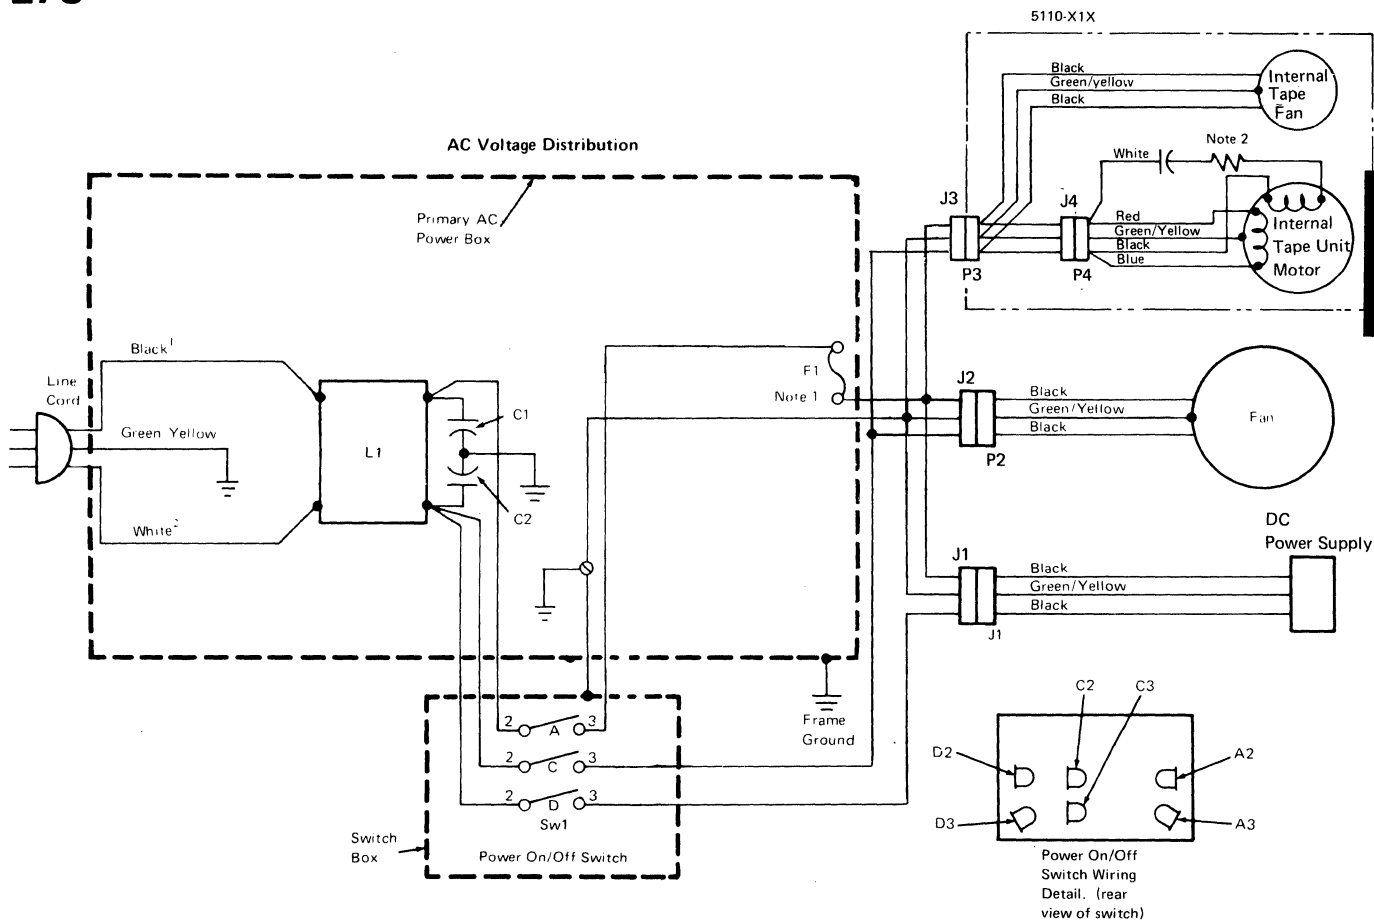 5110-X1X
Black
Green/yellow
Black
Internal
Tape
Fan
AC Voltage Distribution
White
Note 2
J3
J4
Primary AC
Power Box
Red
Green/Yellow
Black
Blue
Internal
Tape Unit
Motor
P3
P4
Black1
Line
Cord
F1
Note 1
J2
Black
Green/Yellow
Black
Fan
C1
Green Yellow
L1
P2
C2
White2
DC
Power Supply
J1
Black
Green/Yellow
Black
J1
C2
C3
2
A
3
Frame
Ground
D2
A2
2
C
3
2
D
3
Sw1
D3
A3
Switch
Box
Power On/Off Switch
Power On/Off
Switch Wiring
Detail. (rear
view of switch)